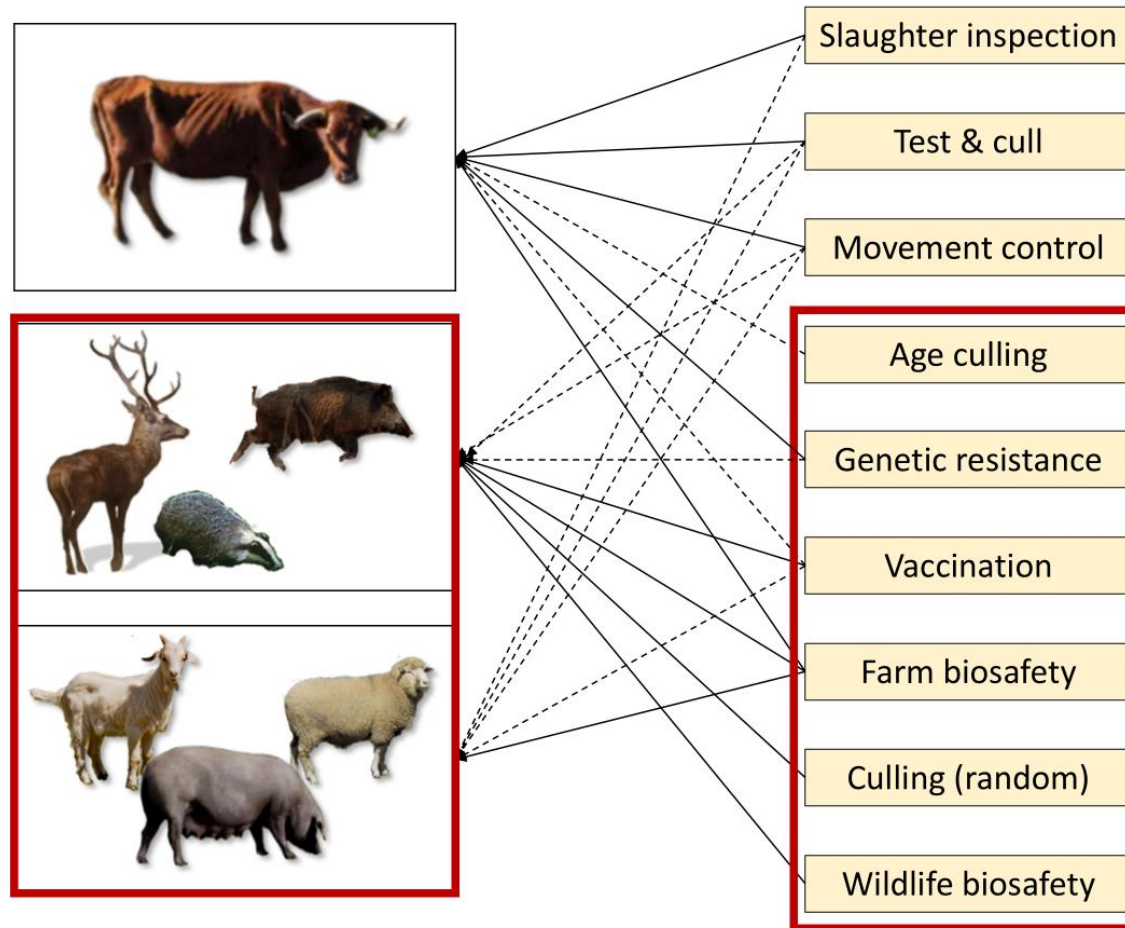 Slaughter inspection
Test & cull
Movement control
Age culling
Genetic resistance
Vaccination
Farm biosafety
Culling (random)
Wildlife biosafety